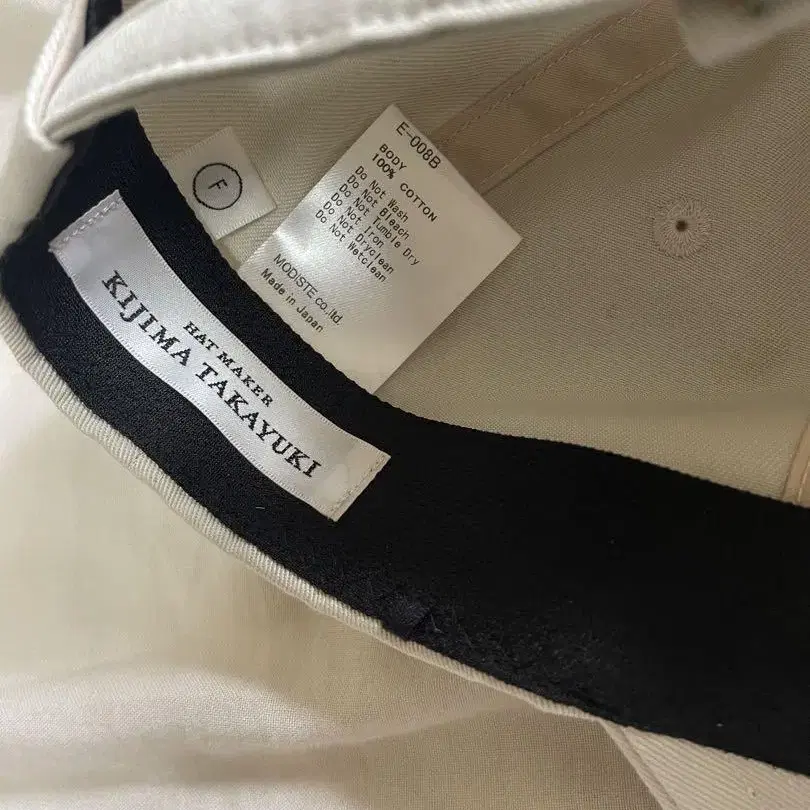 F
E-008B
BODY
100% COTTON
Do Not Wash
Do Not Bleach
Do Not Tumble Dry
Do Not Iron
Do Not Dryclean
Do Not Wetclean
MODISTE co.,ltd.
Made in Japan
HAT MAKER
KIJIMA TAKAYUKI